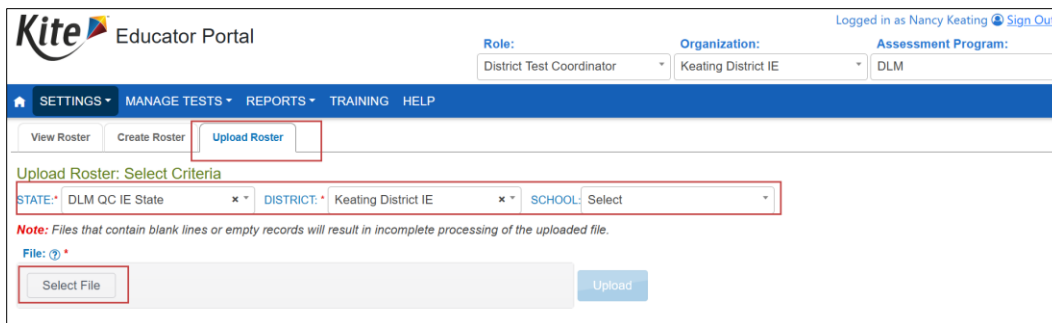 Logged in as Nancy Keating Sign Out
Kite Educator Portal
Role: Organization: Assessment Program:
District Test Coordinator Keating District IE DLM
SETTINGS MANAGE TESTS REPORTS TRAINING HELP
View Roster Create Roster Upload Roster
Upload Roster: Select Criteria
STATE:* DLM QC IE State × DISTRICT: * Keating District IE × SCHOOL: Select
Note: Files that contain blank lines or empty records will result in incomplete processing of the uploaded file.
File: ? *
Select File Upload